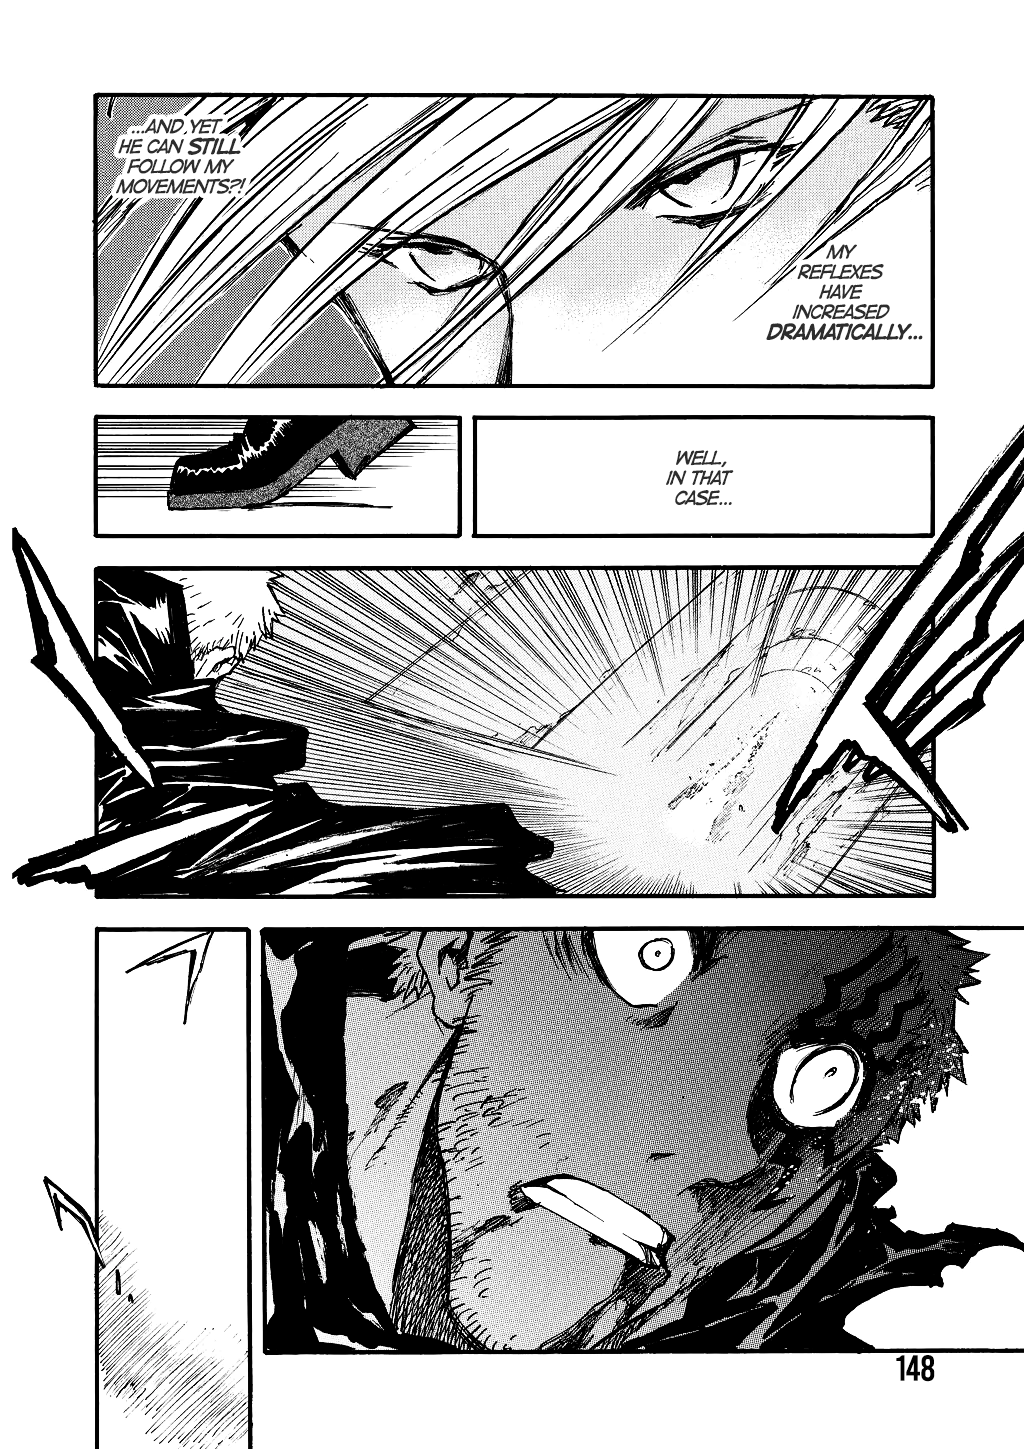 MY
REFLEXES
HAVE
INCREASED
DRAMATICALLY...
...AND YET
HE CAN STILL
FOLLOW MY
MOVEMENTS?!
WELL,
IN THAT
CASE...
148